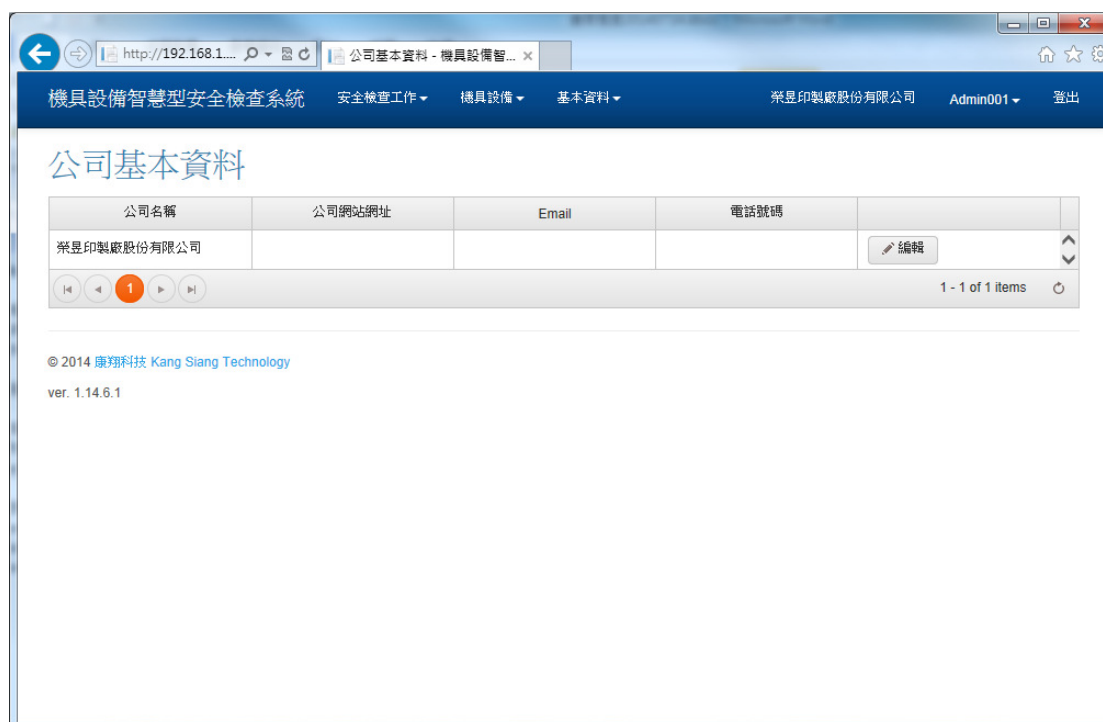 http://192.168.1....
公司基本資料 - 機具設備智...
機具設備智慧型安全檢查系統 安全檢查工作 機具設備 基本資料 榮昱印製廠股份有限公司 Admin001 登出
公司基本資料
公司名稱 公司網站網址 Email 電話號碼
榮昱印製廠股份有限公司 編輯
1 1 - 1 of 1 items
© 2014 康翔科技 Kang Siang Technology
ver. 1.14.6.1